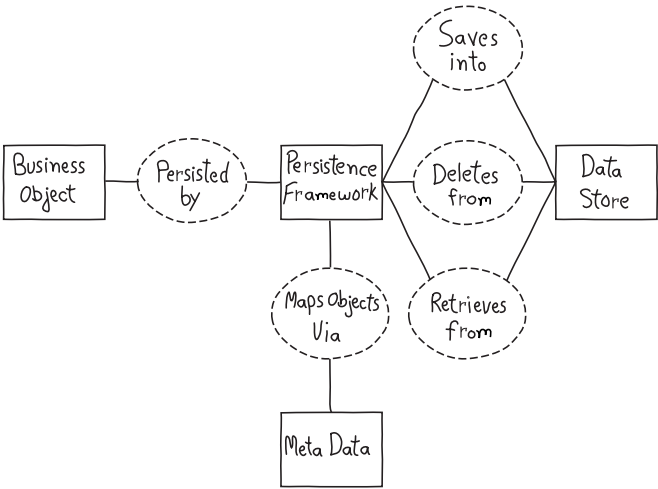 Saves
into
Business
Object
Persisted
by
Persistence
Framework
Deletes
from
Data
Store
Maps Objects
Via
Retrieves
from
Meta Data